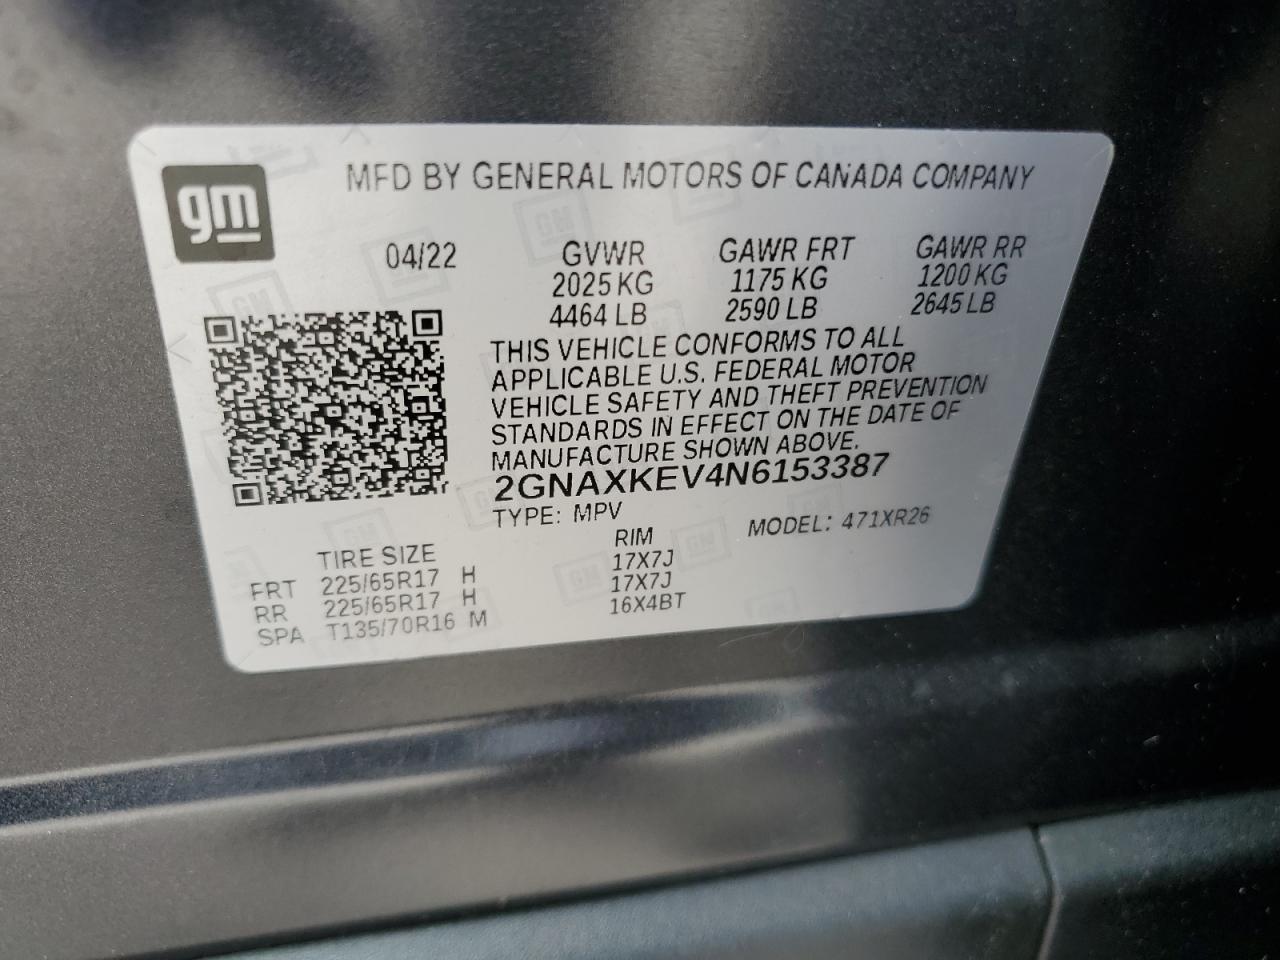 gm
MFD BY GENERAL MOTORS OF CANADA COMPANY
04/22 GVWR GAWR FRT GAWR RR
2025 KG 1175 KG 1200 KG
4464 LB 2590 LB 2645 LB
THIS VEHICLE CONFORMS TO ALL
APPLICABLE U.S. FEDERAL MOTOR
VEHICLE SAFETY AND THEFT PREVENTION
STANDARDS IN EFFECT ON THE DATE OF
MANUFACTURE SHOWN ABOVE.
2GNAXKEV4N6153387
TYPE: MPV MODEL: 471XR26
TIRE SIZE RIM
FRT 225/65R17 H 17X7J
RR 225/65R17 H 17X7J
SPA T135/70R16 M 16X4BT